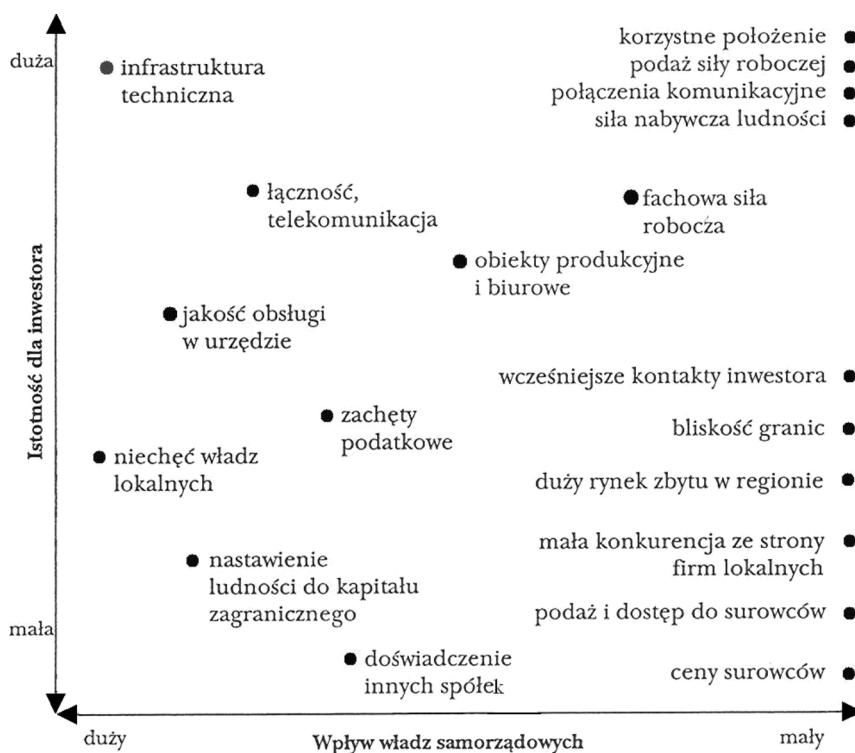 korzystne położenie
duża
podaż siły roboczej
infrastruktura
techniczna
połączenia komunikacyjne
siła nabywcza ludności
łączność,
telekomunikacja
fachowa siła
robocza
obiekty produkcyjne
i biurowe
jakość obsługi
w urzędzie
Istotność dla inwestora
wcześniejsze kontakty inwestora
zachęty
podatkowe
bliskość granic
niechęć władz
lokalnych
duży rynek zbytu w regionie
mała konkurencja ze strony
firm lokalnych
nastawienie
ludności do kapitału
zagranicznego
podaż i dostęp do surowców
mała
doświadczenie
innych spółek
ceny surowców
duży
Wpływ władz samorządowych
mały